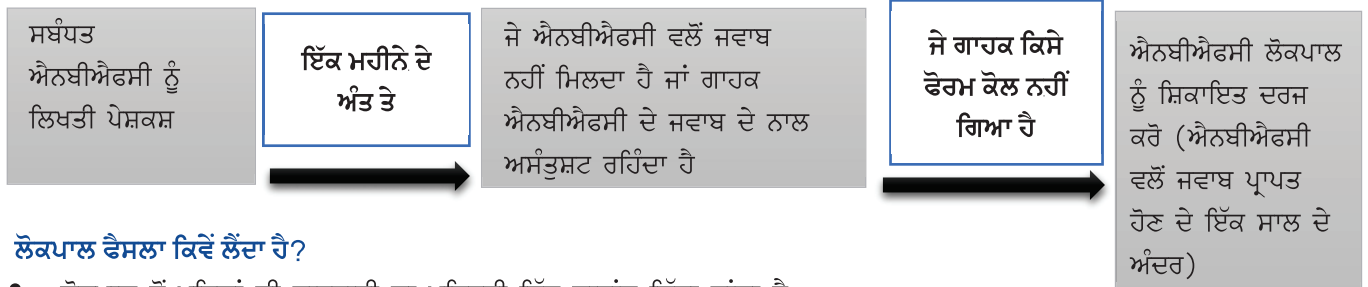 ਸਬੰਧਤ
ਐਨਬੀਐਫਸੀ ਨੂੰ
ਲਿਖਤੀ ਪੇਸ਼ਕਸ਼
ਇੱਕ ਮਹੀਨੇ ਦੇ
ਅੰਤ ਤੇ
ਜੇ ਐਨਬੀਐਫਸੀ ਵਲੋਂ ਜਵਾਬ
ਨਹੀਂ ਮਿਲਦਾ ਹੈ ਜਾਂ ਗਾਹਕ
ਐਨਬੀਐਫਸੀ ਦੇ ਜਵਾਬ ਦੇ ਨਾਲ
ਅਸੰਤੁਸ਼ਟ ਰਹਿੰਦਾ ਹੈ
ਜੇ ਗਾਹਕ ਕਿਸੇ
ਫੋਰਮ ਕੋਲ ਨਹੀਂ
ਗਿਆ ਹੈ
ਐਨਬੀਐਫਸੀ ਲੋਕਪਾਲ
ਨੂੰ ਸ਼ਿਕਾਇਤ ਦਰਜ
ਕਰੋ (ਐਨਬੀਐਫਸੀ
ਵਲੋਂ ਜਵਾਬ ਪ੍ਰਾਪਤ
ਹੋਣ ਦੇ ਇੱਕ ਸਾਲ ਦੇ
ਅੰਦਰ)
ਲੋਕਪਾਲ ਫੈਸਲਾ ਕਿਵੇਂ ਲੈਂਦਾ ਹੈ?